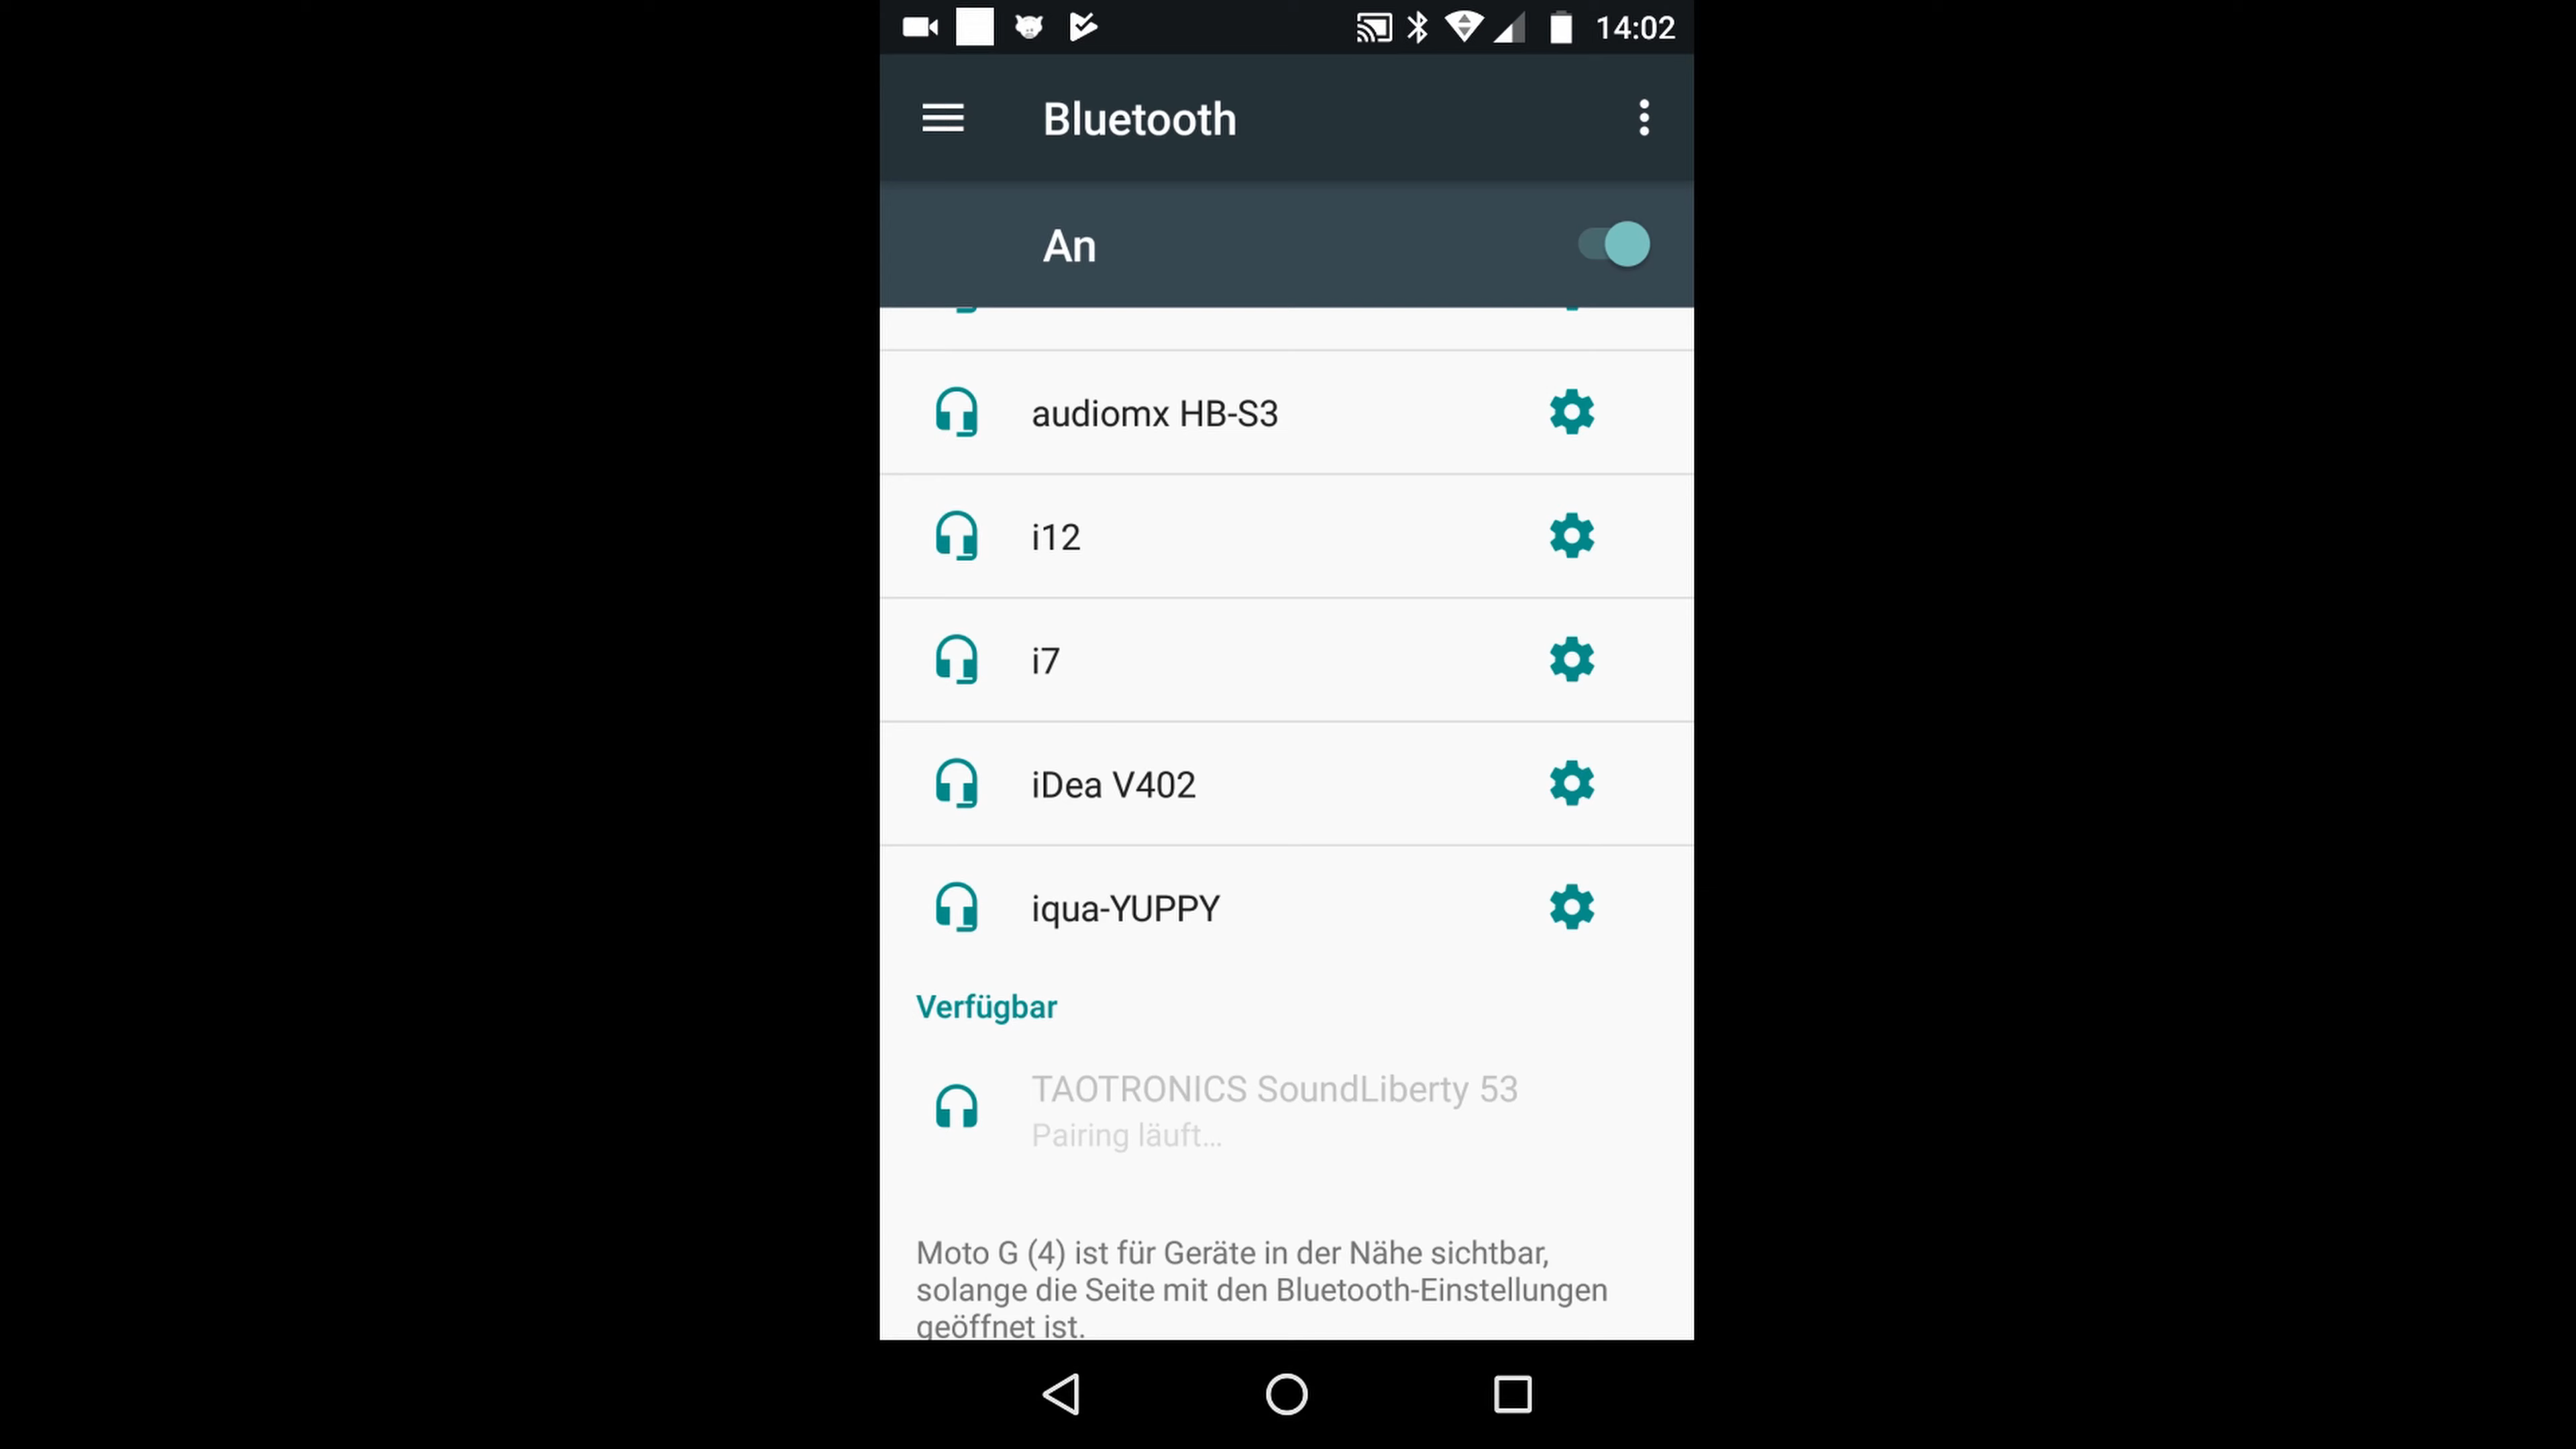 14:02
Bluetooth
An
audiomx HB-S3
i12
i7
iDea V402
iqua-YUPPY
Verfügbar
TAOTRONICS SoundLiberty 53
Pairing läuft…
Moto G (4) ist für Geräte in der Nähe sichtbar,
solange die Seite mit den Bluetooth-Einstellungen
geöffnet ist.